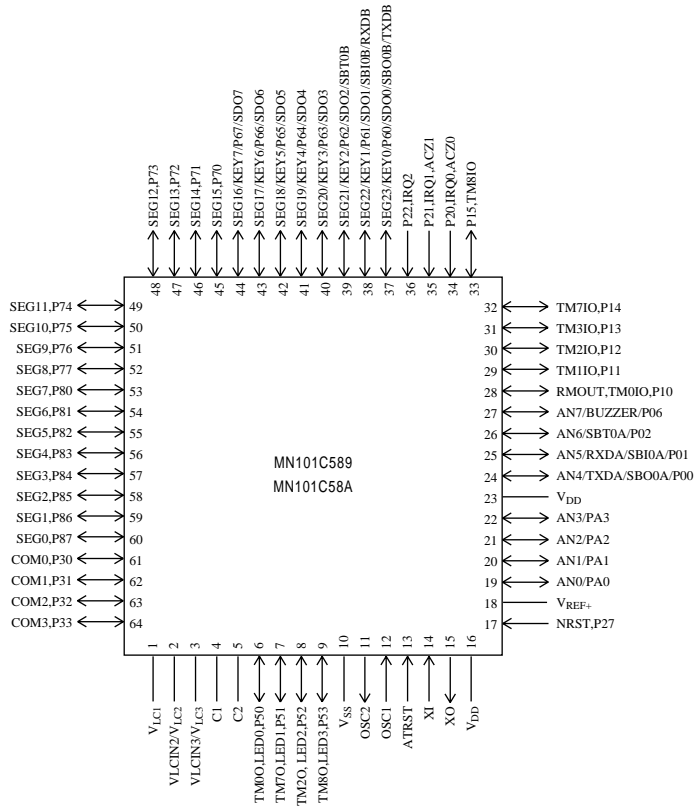 SEG12,P73
SEG13,P72
SEG14,P71
SEG15,P70
SEG16/KEY7/P67/SDO7
SEG17/KEY6/P66/SDO6
SEG18/KEY5/P65/SDO5
SEG19/KEY4/P64/SDO4
SEG20/KEY3/P63/SDO3
SEG21/KEY2/P62/SDO2/SBT0B
SEG22/KEY1/P61/SDO1/SBI0B/RXDB
SEG23/KEY0/P60/SDO0/SBO0B/TXDB
P22,IRQ2
P21,IRQ1,ACZ1
P20,IRQ0,ACZ0
P15,TM8IO
48 47 46 45 44 43 42 41 40 39 38 37 36 35 34 33
SEG11,P74 49
SEG10,P75 50
SEG9,P76 51
SEG8,P77 52
SEG7,P80 53
SEG6,P81 54
SEG5,P82 55
SEG4,P83 56
SEG3,P84 57
SEG2,P85 58
SEG1,P86 59
SEG0,P87 60
COM0,P30 61
COM1,P31 62
COM2,P32 63
COM3,P33 64
MN101C589
MN101C58A
32 TM7IO,P14
31 TM3IO,P13
30 TM2IO,P12
29 TM1IO,P11
28 RMOUT,TM0IO,P10
27 AN7/BUZZER/P06
26 AN6/SBT0A/P02
25 AN5/RXDA/SBI0A/P01
24 AN4/TXDA/SBO0A/P00
23 VDD
22 AN3/PA3
21 AN2/PA2
20 AN1/PA1
19 AN0/PA0
18 VREF+
17 NRST,P27
1 2 3 4 5 6 7 8 9 10 11 12 13 14 15 16
VLC1
VLCIN2/VLC2
VLCIN3/VLC3
C1
C2
TM0O,LED0,P50
TM7O,LED1,P51
TM2O, LED2,P52
TM8O,LED3,P53
VSS
OSC2
OSC1
ATRST
XI
XO
VDD